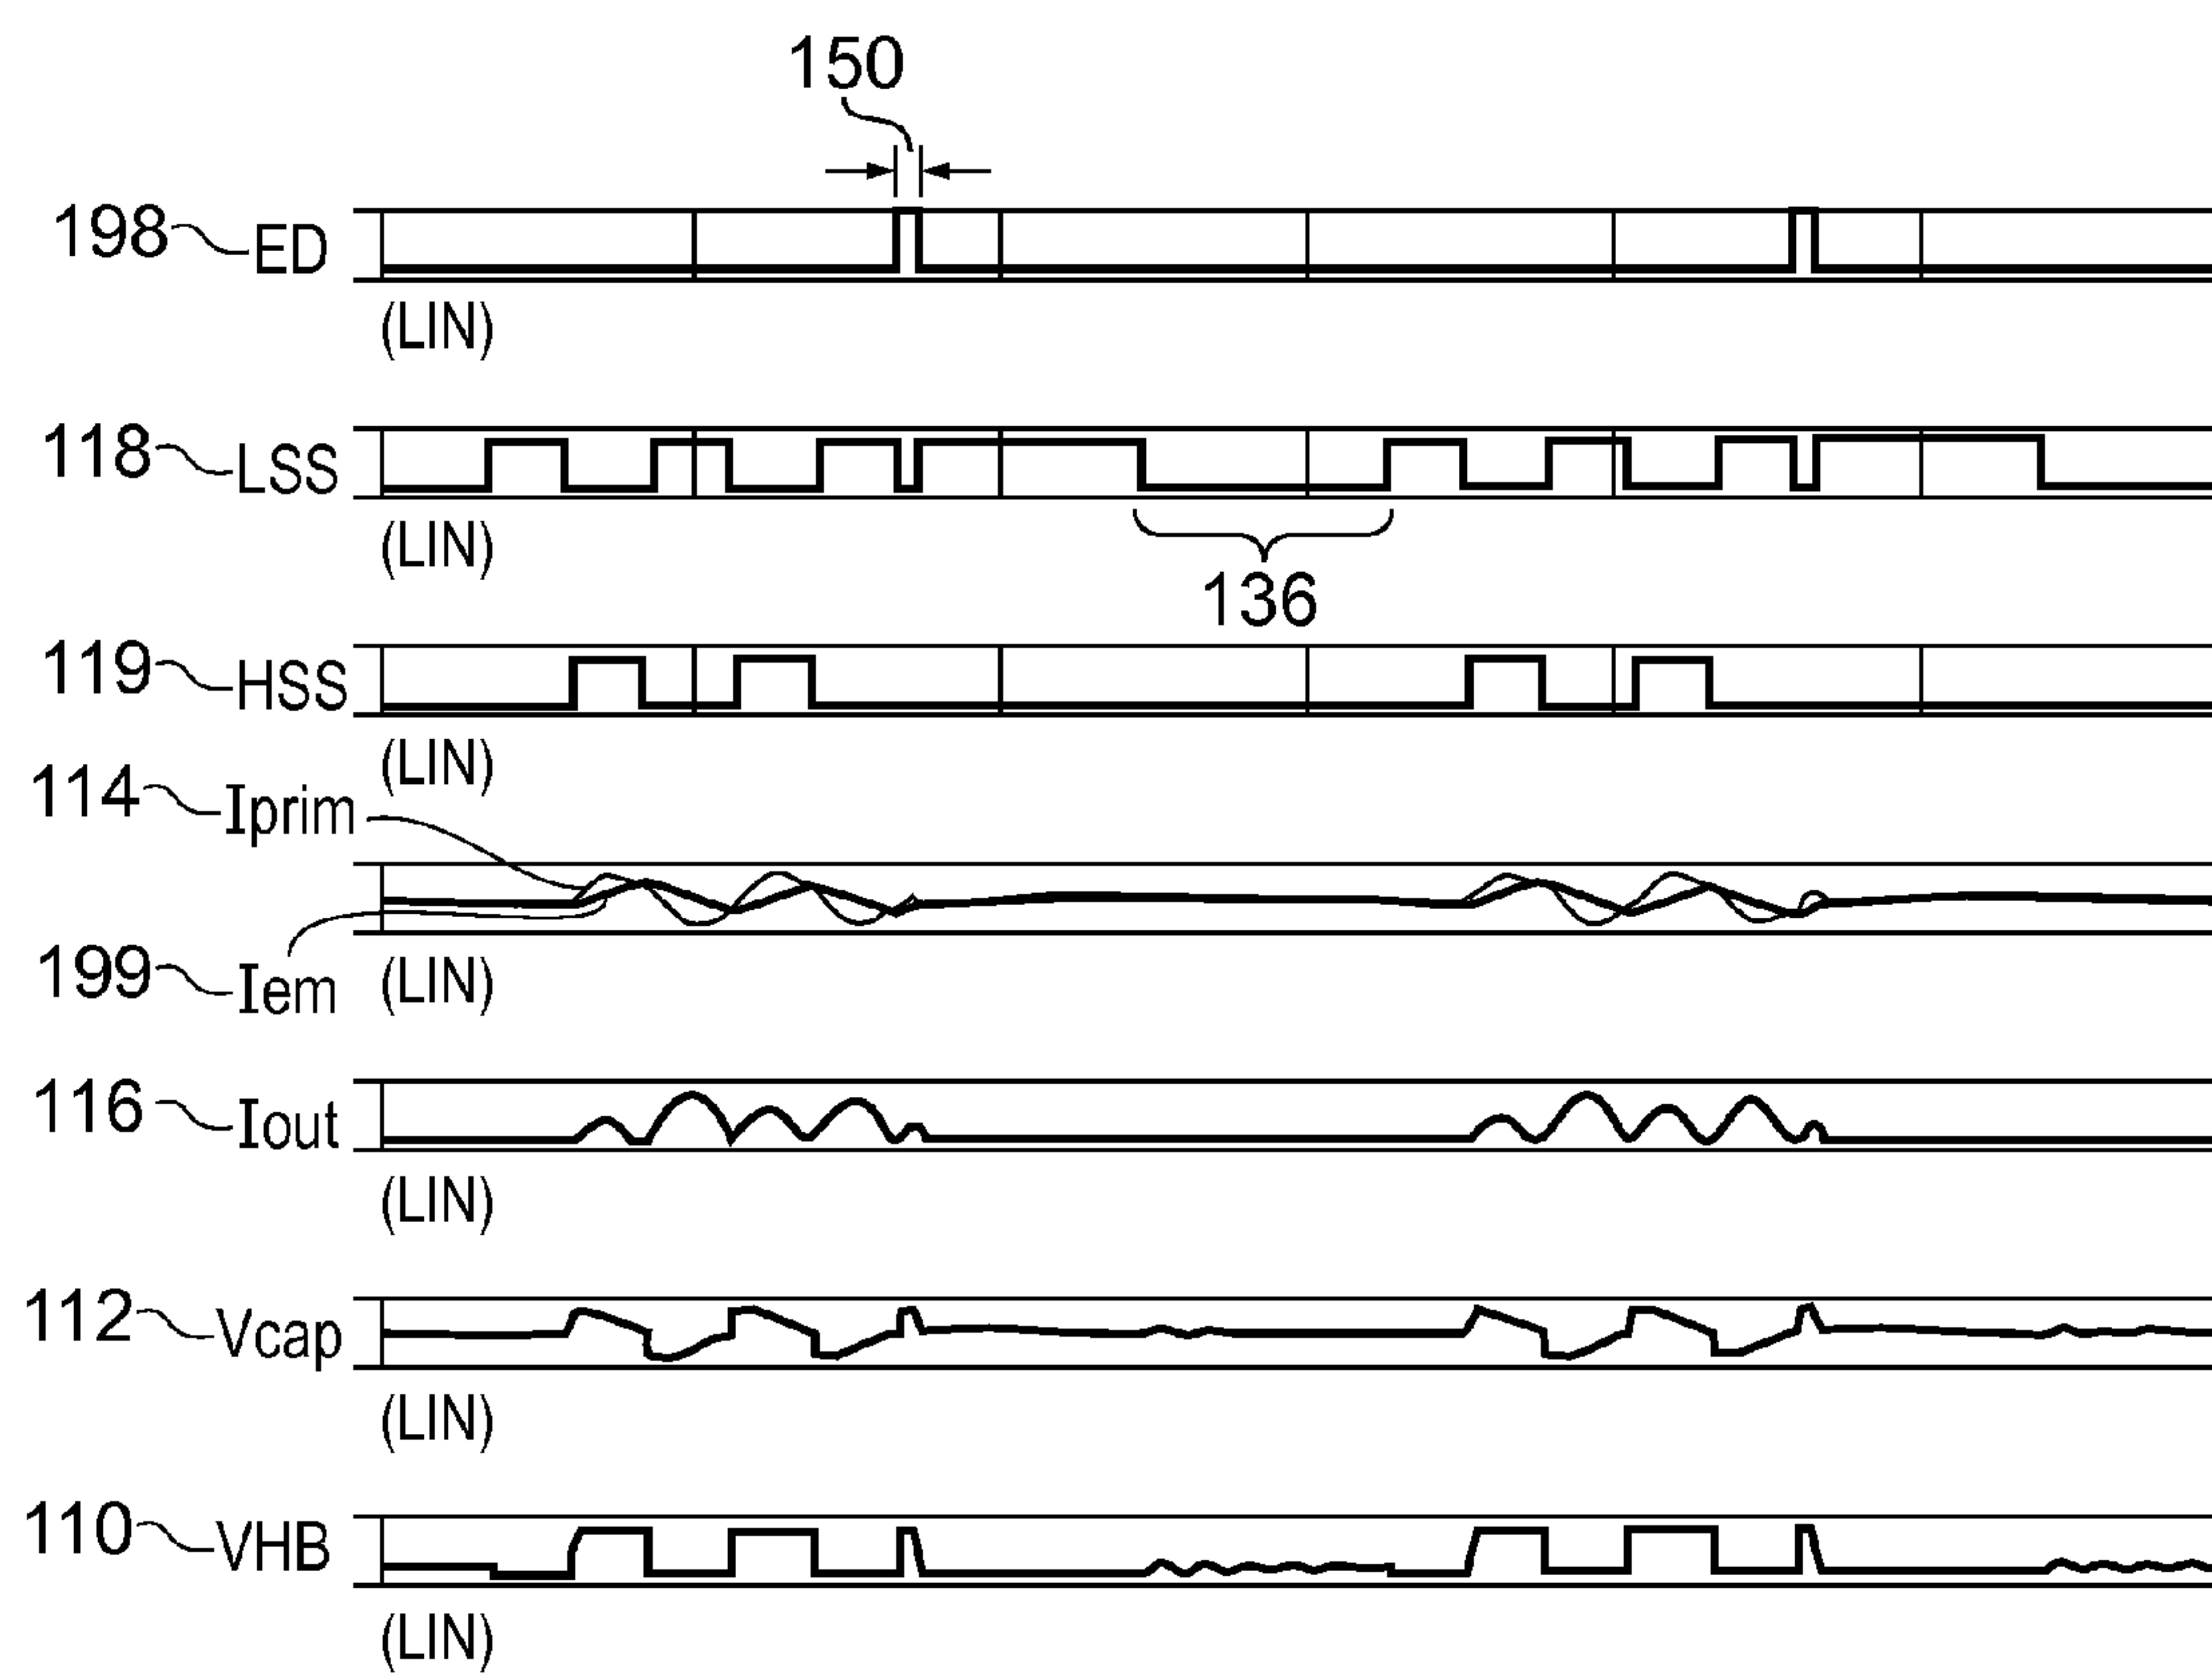 150
198 ED
(LIN)
118 LSS
(LIN)
136
119 HSS
(LIN)
114 Iprim
199 Iem
(LIN)
116 Iout
(LIN)
112 Vcap
(LIN)
110 VHB
(LIN)